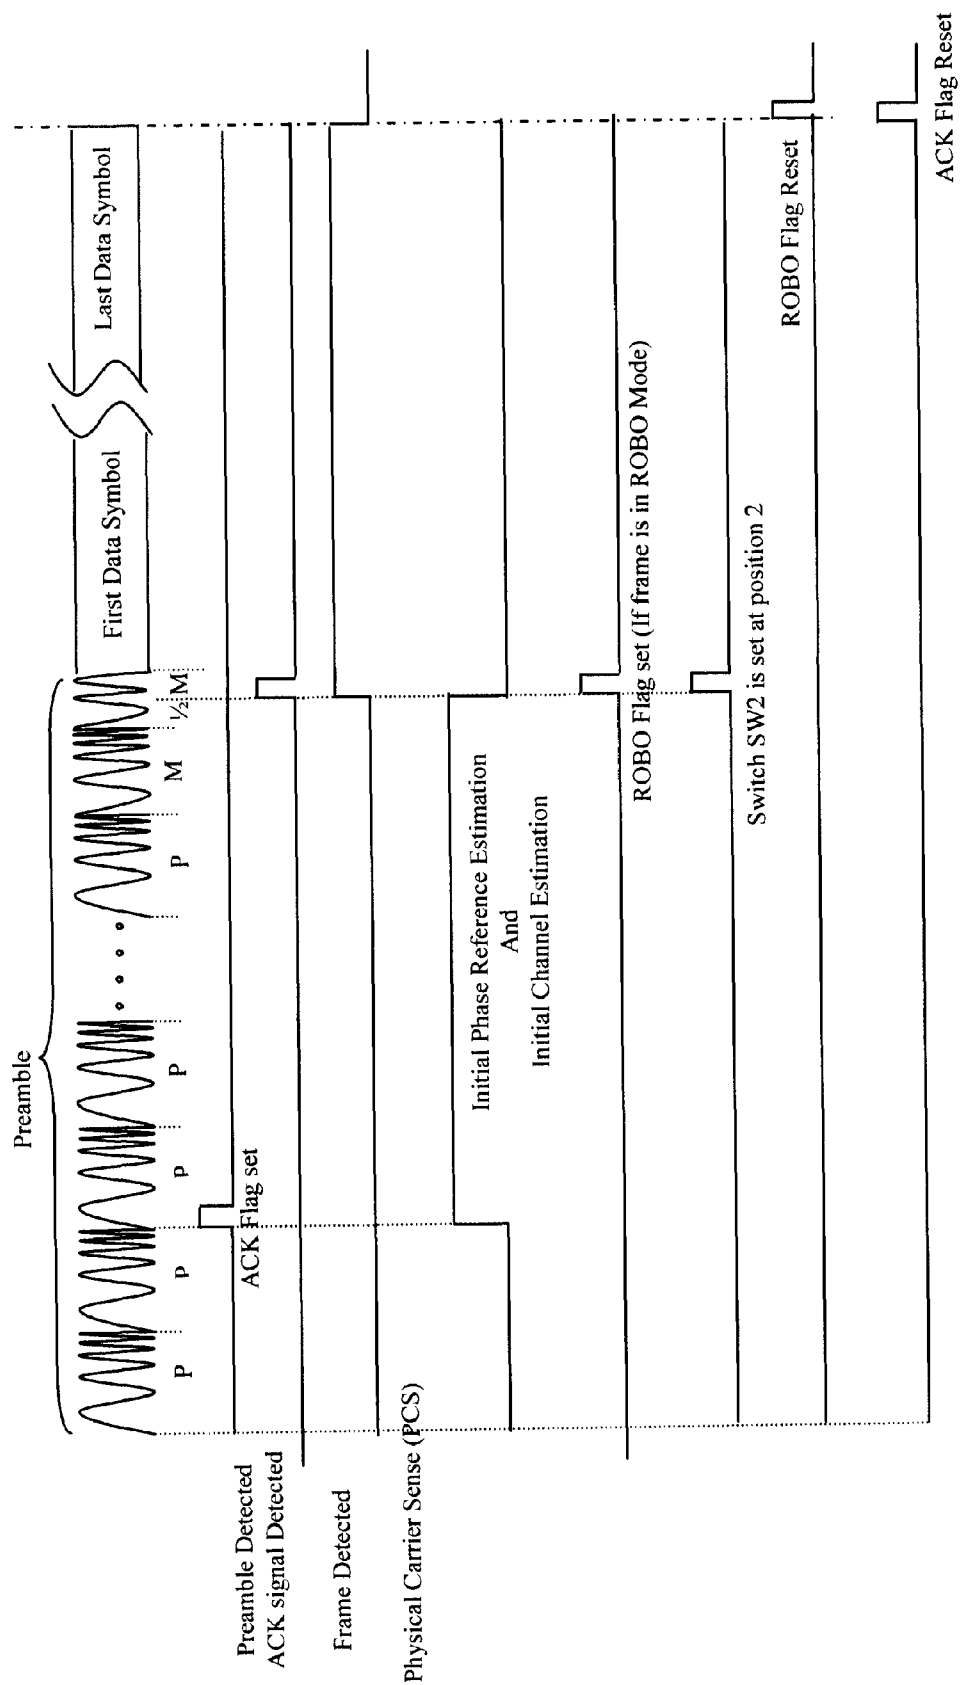 Preamble
P
P
P
P
P
M
½ M
First Data Symbol
Last Data Symbol
Preamble Detected
ACK signal Detected
ACK Flag set
Frame Detected
Physical Carrier Sense (PCS)
Initial Phase Reference Estimation
And
Initial Channel Estimation
ROBO Flag set (If frame is in ROBO Mode)
Switch SW2 is set at position 2
ROBO Flag Reset
ACK Flag Reset